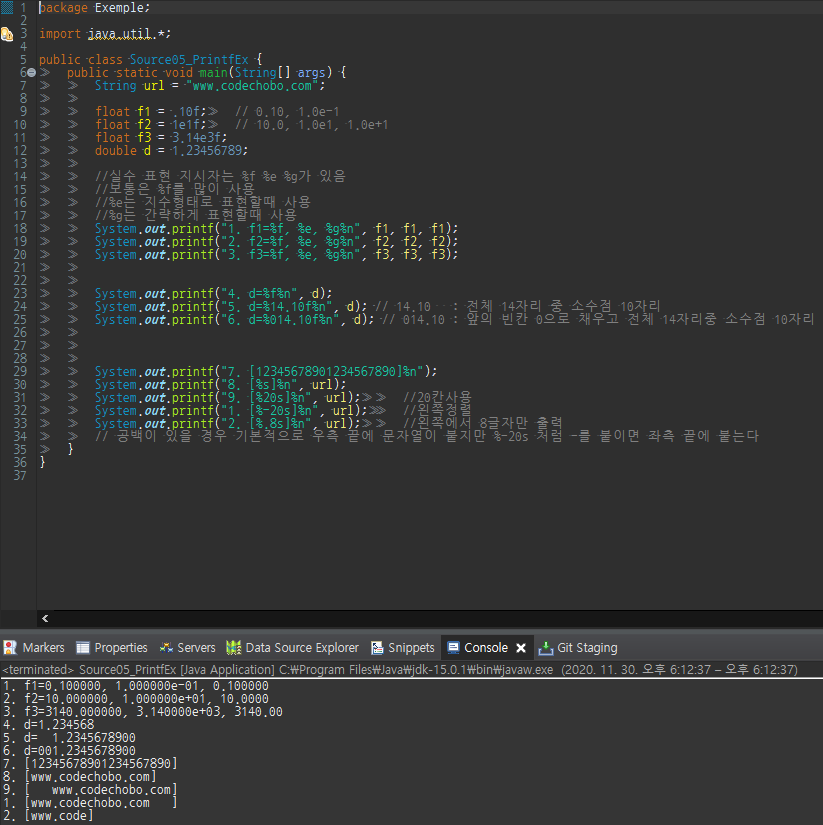 1 package Exemple;
2
3 import java.util.*;
4
5 public class Source05_PrintfEx {
6 public static void main(String[] args) {
7 String url = "www.codechobo.com";
8
9 float f1 = .10f; // 0.10, 1.0e-1
10 float f2 = 1e1f; // 10.0, 1.0e1, 1.0e+1
11 float f3 = 3.14e3f;
12 double d = 1.23456789;
13
14 //실수 표현 지시자는 %f %e %g가 있음
15 //보통은 %f를 많이 사용
16 //%e는 지수형태로 표현할때 사용
17 //%g는 간략하게 표현할때 사용
18 System.out.printf("1. f1=%f, %e, %g%n", f1, f1, f1);
19 System.out.printf("2. f2=%f, %e, %g%n", f2, f2, f2);
20 System.out.printf("3. f3=%f, %e, %g%n", f3, f3, f3);
21
22
23 System.out.printf("4. d=%f%n", d);
24 System.out.printf("5. d=%14.10f%n", d); // 14.10 : 전체 14자리 중 소수점 10자리
25 System.out.printf("6. d=%014.10f%n", d); // 014.10 : 앞의 빈칸 0으로 채우고 전체 14자리중 소수점 10자리
26
27
28
29 System.out.printf("7. [12345678901234567890]%n");
30 System.out.printf("8. [%s]%n", url);
31 System.out.printf("9. [%20s]%n", url); //20칸사용
32 System.out.printf("1. [%-20s]%n", url); //왼쪽정렬
33 System.out.printf("2. [%.8s]%n", url); //왼쪽에서 8글자만 출력
34 // 공백이 있을 경우 기본적으로 우측 끝에 문자열이 붙지만 %-20s 처럼 -를 붙이면 좌측 끝에 붙는다
35 }
36 }
37
Markers Properties Servers Data Source Explorer Snippets Console Git Staging
<terminated> Source05_PrintfEx [Java Application] C:₩Program Files₩Java₩jdk-15.0.1₩bin₩javaw.exe (2020. 11. 30. 오후 6:12:37 – 오후 6:12:37)
1. f1=0.100000, 1.000000e-01, 0.100000
2. f2=10.000000, 1.000000e+01, 10.0000
3. f3=3140.000000, 3.140000e+03, 3140.00
4. d=1.234568
5. d=  1.2345678900
6. d=001.2345678900
7. [12345678901234567890]
8. [www.codechobo.com]
9. [   www.codechobo.com]
1. [www.codechobo.com   ]
2. [www.code]